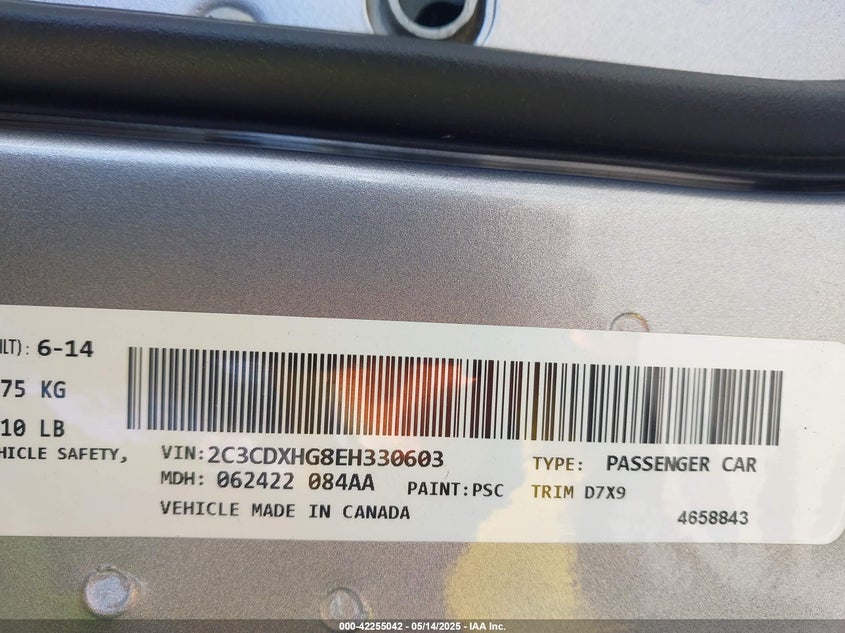 ILT): 6-14
75 KG
10 LB
HICLE SAFETY,
VIN:2C3CDXHG8EH330603
MDH: 062422 084AA
PAINT:PSC
VEHICLE MADE IN CANADA
TYPE: PASSENGER CAR
TRIM D7X9
4658843
000-42255042 - 05/14/2025 - IAA Inc.